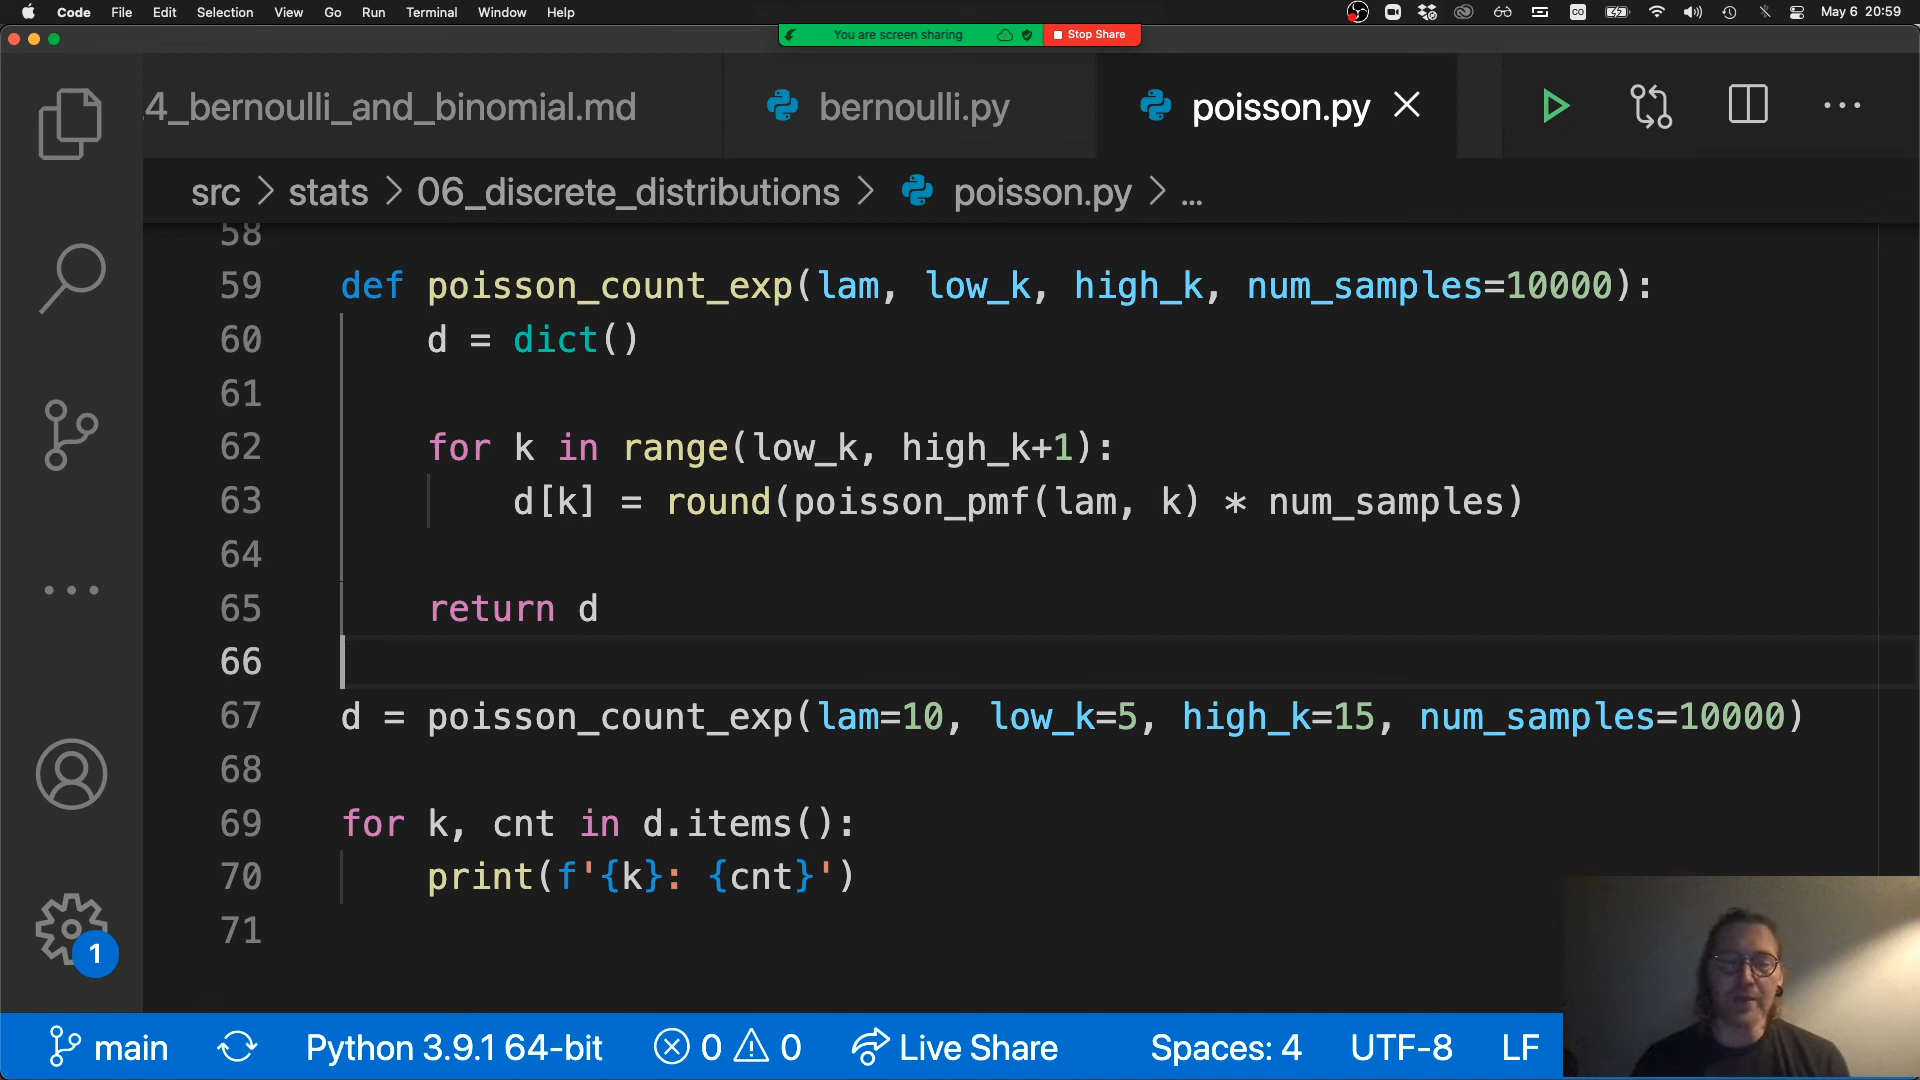 Code File Edit Selection View Go Run Terminal Window Help May 6 20:59
You are screen sharing Stop Share
4_bernoulli_and_binomial.md bernoulli.py poisson.py
src > stats > 06_discrete_distributions > poisson.py > ...
58
59 def poisson_count_exp(lam, low_k, high_k, num_samples=10000):
60 d = dict()
61
62 for k in range(low_k, high_k+1):
63 d[k] = round(poisson_pmf(lam, k) * num_samples)
64
65 return d
66
67 d = poisson_count_exp(lam=10, low_k=5, high_k=15, num_samples=10000)
68
69 for k, cnt in d.items():
70 print(f'{k}: {cnt}')
71
1
main Python 3.9.1 64-bit 0 0 Live Share Spaces: 4 UTF-8 LF